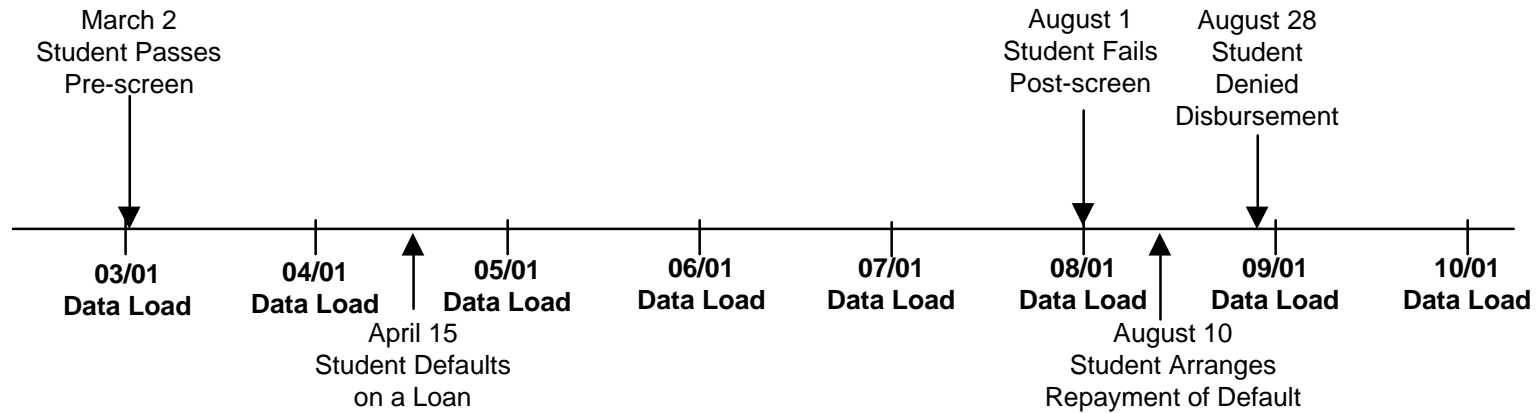 March 2
Student Passes
Pre-screen
August 1
Student Fails
Post-screen
August 28
Student
Denied
Disbursement
03/01
Data Load
04/01
Data Load
05/01
Data Load
06/01
Data Load
07/01
Data Load
08/01
Data Load
09/01
Data Load
10/01
Data Load
April 15
Student Defaults
on a Loan
August 10
Student Arranges
Repayment of Default